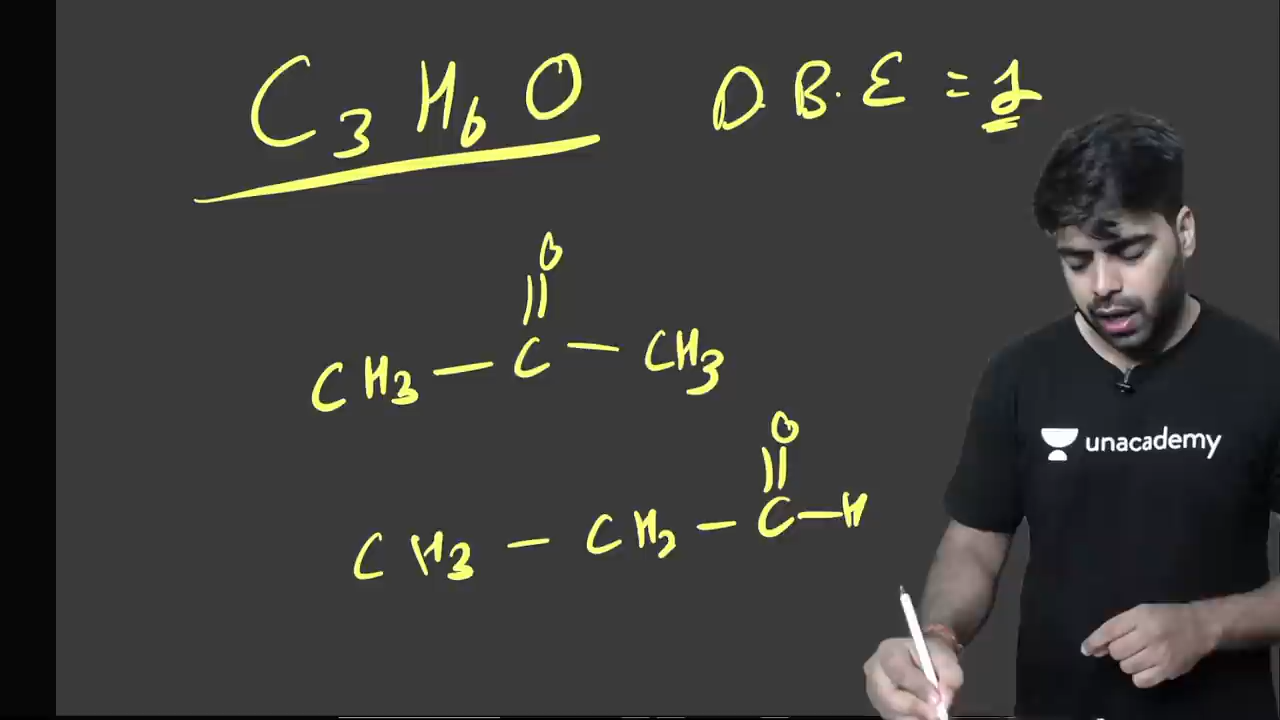 C3H6O D.B.E = 1
O
||
CH3 — C — CH3
O
||
CH3 — CH2 — C — H
unacademy